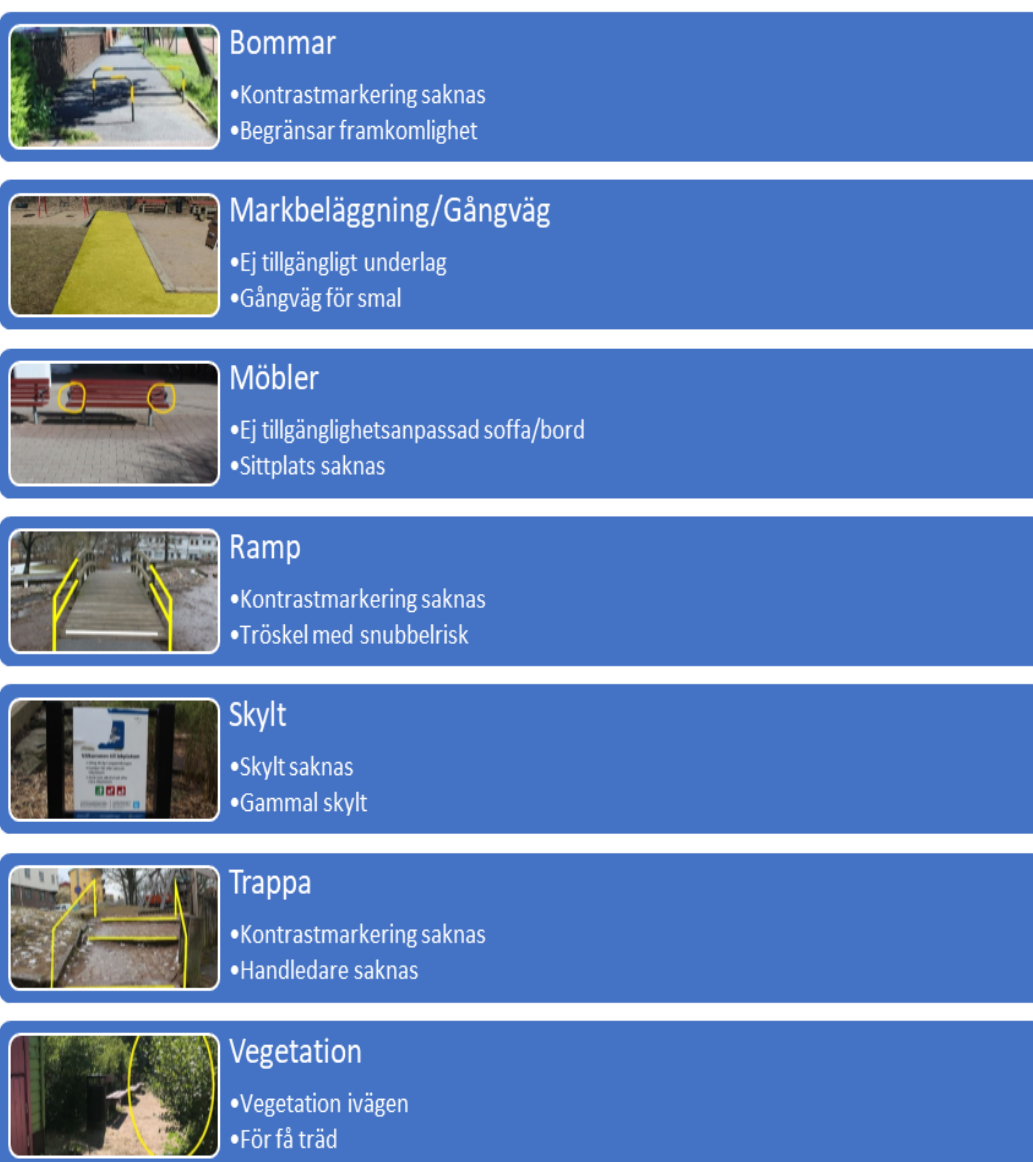 Bommar
•Kontrastmarkering saknas
•Begränsar framkomlighet
Markbeläggning/Gångväg
•Ej tillgängligt underlag
•Gångväg för smal
Möbler
•Ej tillgänglighetsanpassad soffa/bord
•Sittplats saknas
Ramp
•Kontrastmarkering saknas
•Tröskel med snubbelrisk
Skylt
•Skylt saknas
•Gammal skylt
Trappa
•Kontrastmarkering saknas
•Handledare saknas
Vegetation
•Vegetation ivägen
•För få träd